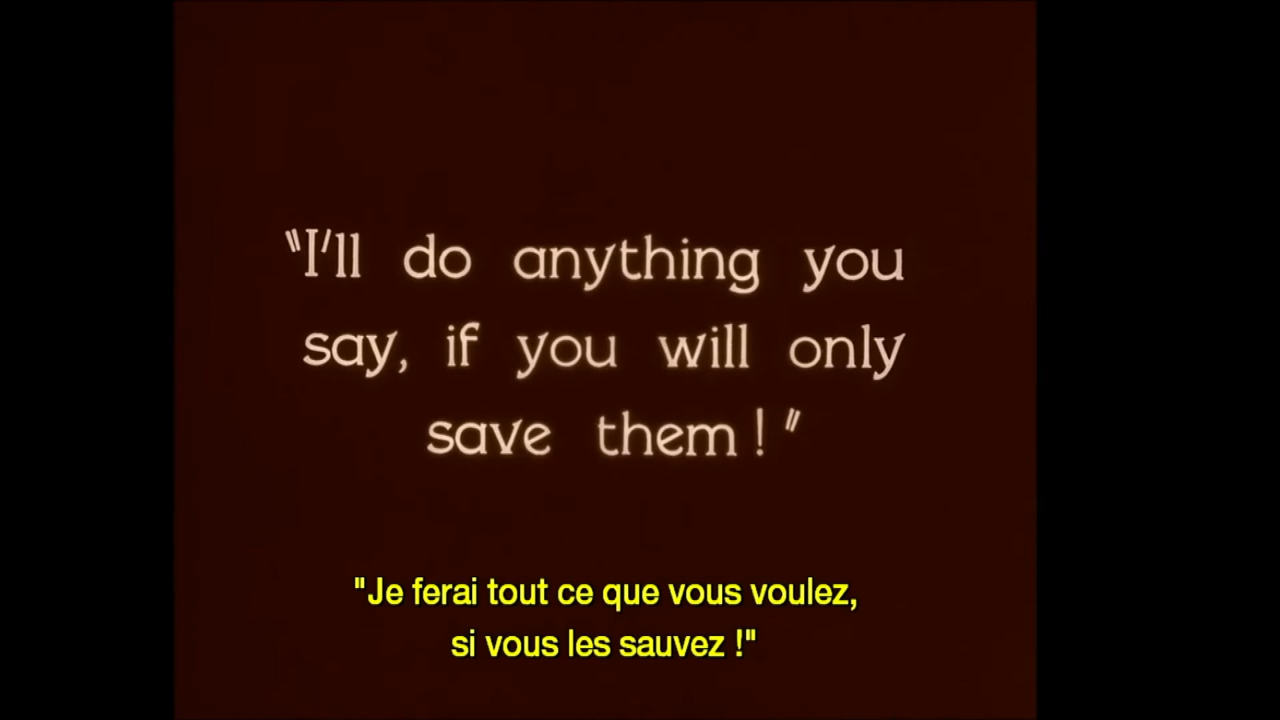 "I'll do anything you
say, if you will only
save them!"
"Je ferai tout ce que vous voulez,
si vous les sauvez !"